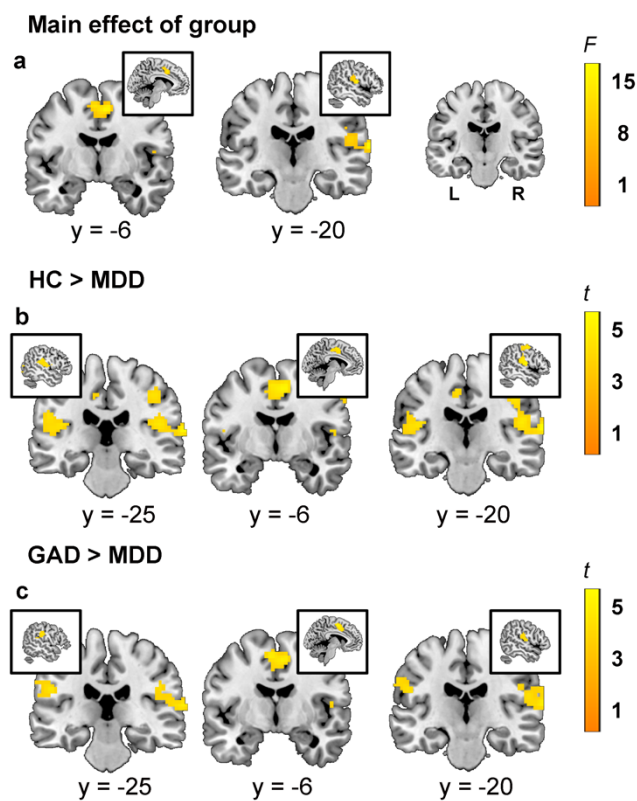 Main effect of group
a
F
15
8
1
L R
y = -6
y = -20
HC > MDD
b
t
5
3
1
y = -25
y = -6
y = -20
GAD > MDD
c
t
5
3
1
y = -25
y = -6
y = -20